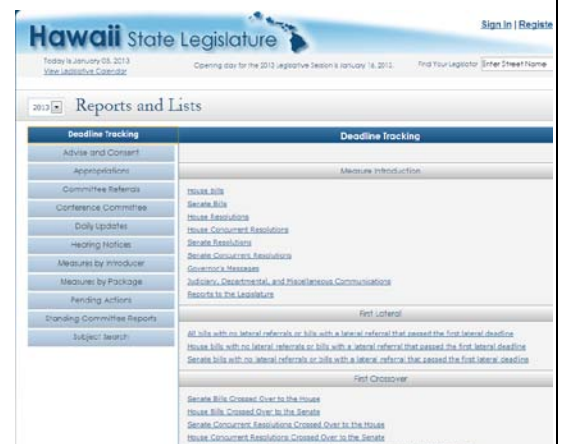 Sign In | Registe
Hawaii State Legislature
Today is January 03, 2013
View Legislative Calendar
Opening day for the 2013 Legislative Session is January 16, 2013.
Find Your Legislator Enter Street Name
2013 Reports and Lists
Deadline Tracking
Advise and Consent
Appropriations
Committee Referrals
Conference Committee
Daily Updates
Hearing Notices
Measures by Introducer
Measures by Package
Pending Actions
Standing Committee Reports
Subject Search
Deadline Tracking
Measure Introduction
House Bills
Senate Bills
House Resolutions
House Concurrent Resolutions
Senate Resolutions
Senate Concurrent Resolutions
Governor's Messages
Judiciary, Departmental, and Miscellaneous Communications
Reports to the Legislature
First Lateral
All bills with no lateral referrals or bills with a lateral referral that passed the first lateral deadline
House bills with no lateral referrals or bills with a lateral referral that passed the first lateral deadline
Senate bills with no lateral referrals or bills with a lateral referral that passed the first lateral deadline
First Crossover
Senate Bills Crossed Over to the House
House Bills Crossed Over to the Senate
Senate Concurrent Resolutions Crossed Over to the House
House Concurrent Resolutions Crossed Over to the Senate